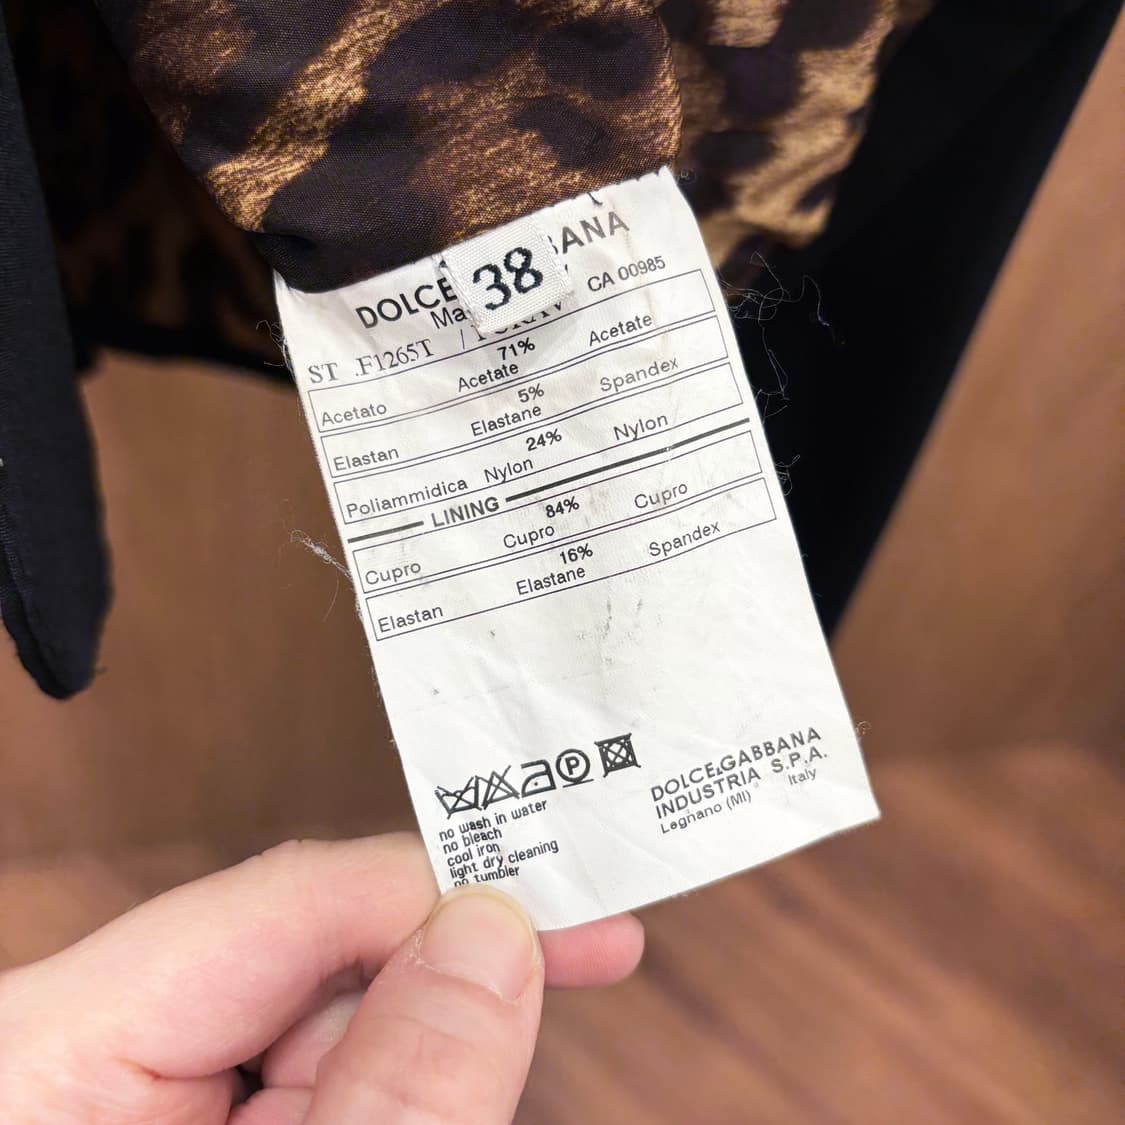 DOLCE BANA
38
Ma
CA 00985
ST .F1265T /
71%
Acetato Acetate Acetate
5%
Elastan Elastane Spandex
24%
Poliammidica Nylon Nylon
LINING
84%
Cupro Cupro Cupro
16%
Elastan Elastane Spandex
P
no wash in water
no bleach
cool iron
light dry cleaning
no tumbler
DOLCE&GABBANA
INDUSTRIA S.P.A.
Legnano (MI) Italy